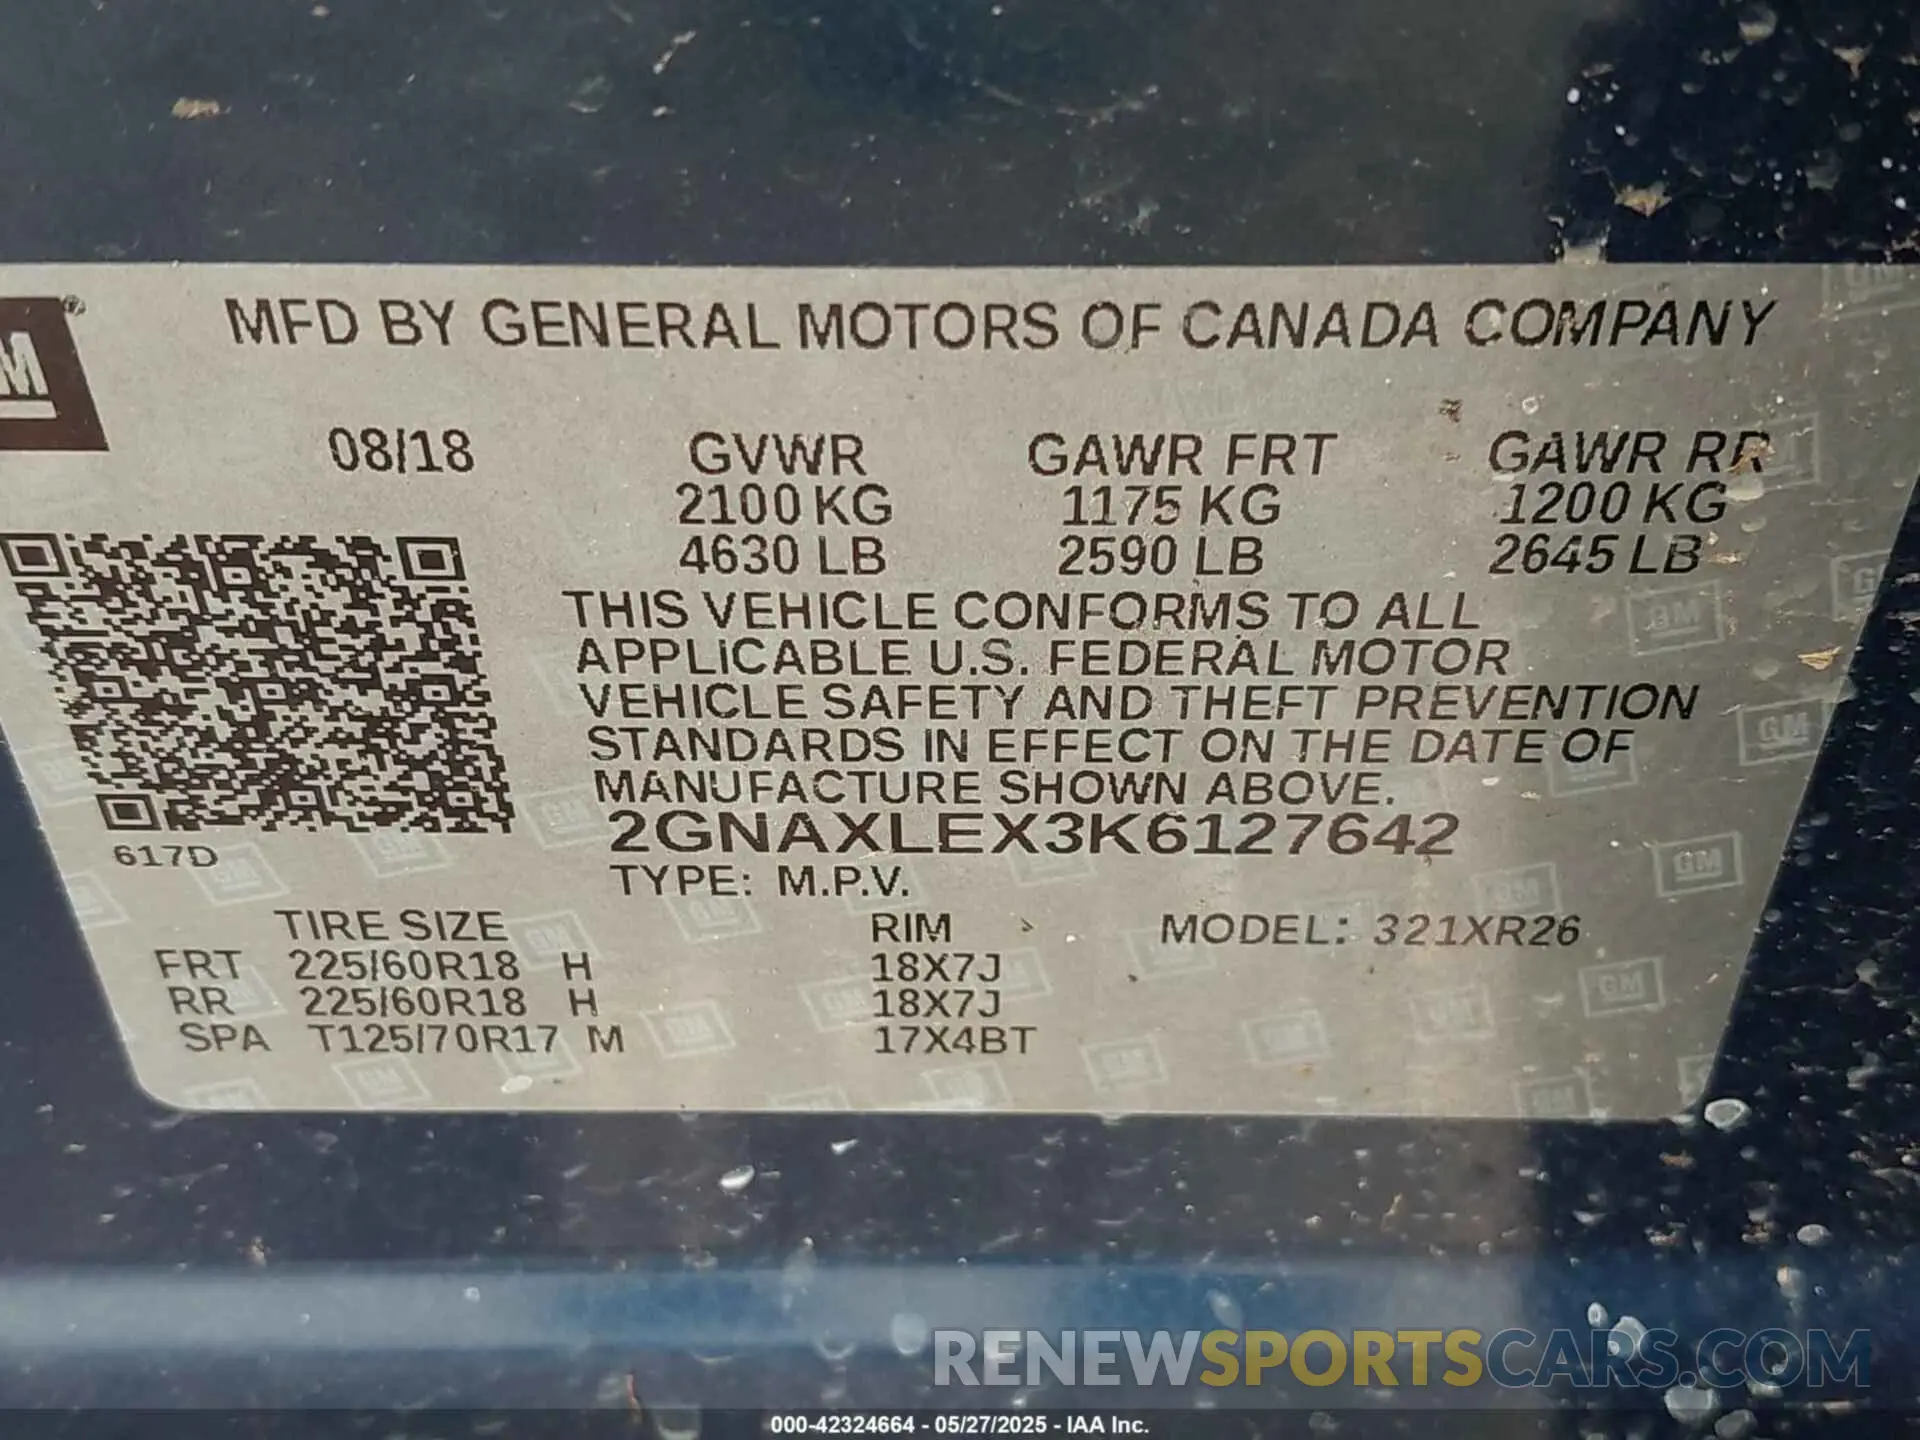 MFD BY GENERAL MOTORS OF CANADA COMPANY
GM ®
08/18 GVWR GAWR FRT GAWR RR
2100 KG 1175 KG 1200 KG
4630 LB 2590 LB 2645 LB
THIS VEHICLE CONFORMS TO ALL
APPLICABLE U.S. FEDERAL MOTOR
VEHICLE SAFETY AND THEFT PREVENTION
STANDARDS IN EFFECT ON THE DATE OF
MANUFACTURE SHOWN ABOVE.
2GNAXLEX3K6127642
617D
TYPE: M.P.V.
TIRE SIZE RIM MODEL: 321XR26
FRT 225/60R18 H 18X7J
RR 225/60R18 H 18X7J
SPA T125/70R17 M 17X4BT
RENEWSPORTSCARS.COM
000-42324664 - 05/27/2025 - IAA Inc.